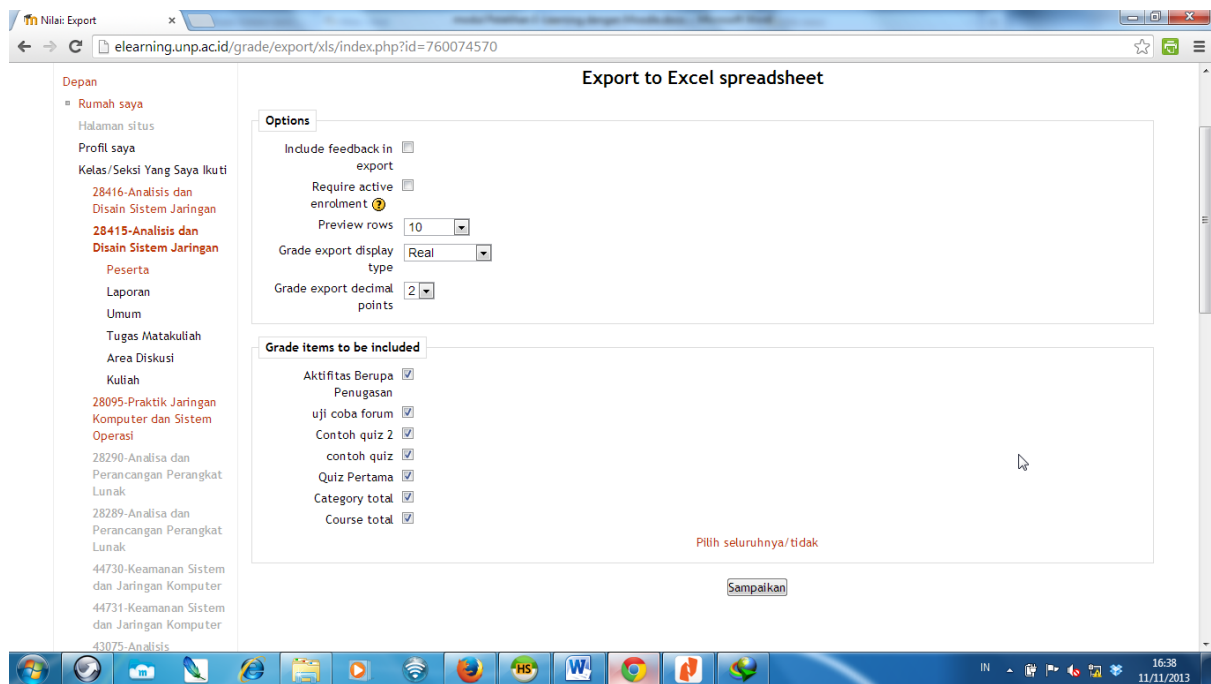 Nilai: Export
elearning.unp.ac.id/grade/export/xls/index.php?id=760074570
Depan
Rumah saya
Halaman situs
Profil saya
Kelas/Seksi Yang Saya Ikuti
28416-Analisis dan
Disain Sistem Jaringan
28415-Analisis dan
Disain Sistem Jaringan
Peserta
Laporan
Umum
Tugas Matakuliah
Area Diskusi
Kuliah
28095-Praktik Jaringan
Komputer dan Sistem
Operasi
28290-Analisa dan
Perancangan Perangkat
Lunak
28289-Analisa dan
Perancangan Perangkat
Lunak
44730-Keamanan Sistem
dan Jaringan Komputer
44731-Keamanan Sistem
dan Jaringan Komputer
43075-Analisis
Export to Excel spreadsheet
Options
Include feedback in
export
Require active
enrolment
Preview rows 10
Grade export display Real
type
Grade export decimal 2
points
Grade items to be included
Aktifitas Berupa
Penugasan
uji coba forum
Contoh quiz 2
contoh quiz
Quiz Pertama
Category total
Course total
Pilih seluruhnya/tidak
Sampaikan
m
HS
W
IN
16:38
11/11/2013